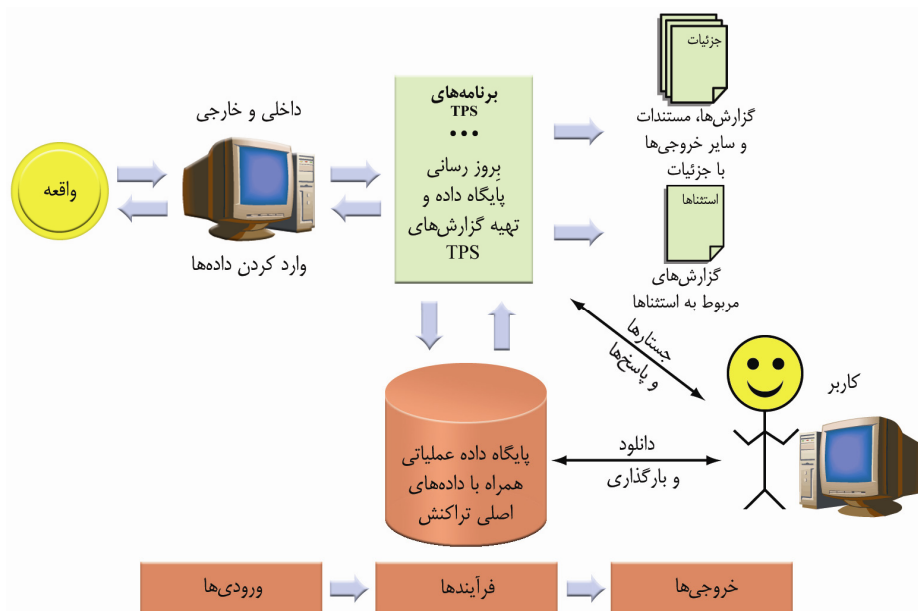 واقعه
داخلی و خارجی
وارد کردن داده‌ها
برنامه‌های
TPS
...
بِروز رسانی
پایگاه داده و
تهیه گزارش‌های
TPS
جزئیات
گزارش‌ها، مستندات
و سایر خروجی‌ها
با جزئیات
استثناها
گزارش‌های
مربوط به استثناها
جستارها
و پاسخ‌ها
کاربر
دانلود
و بارگذاری
پایگاه داده عملیاتی
همراه با داده‌های
اصلی تراکنش
ورودی‌ها
فرآیندها
خروجی‌ها